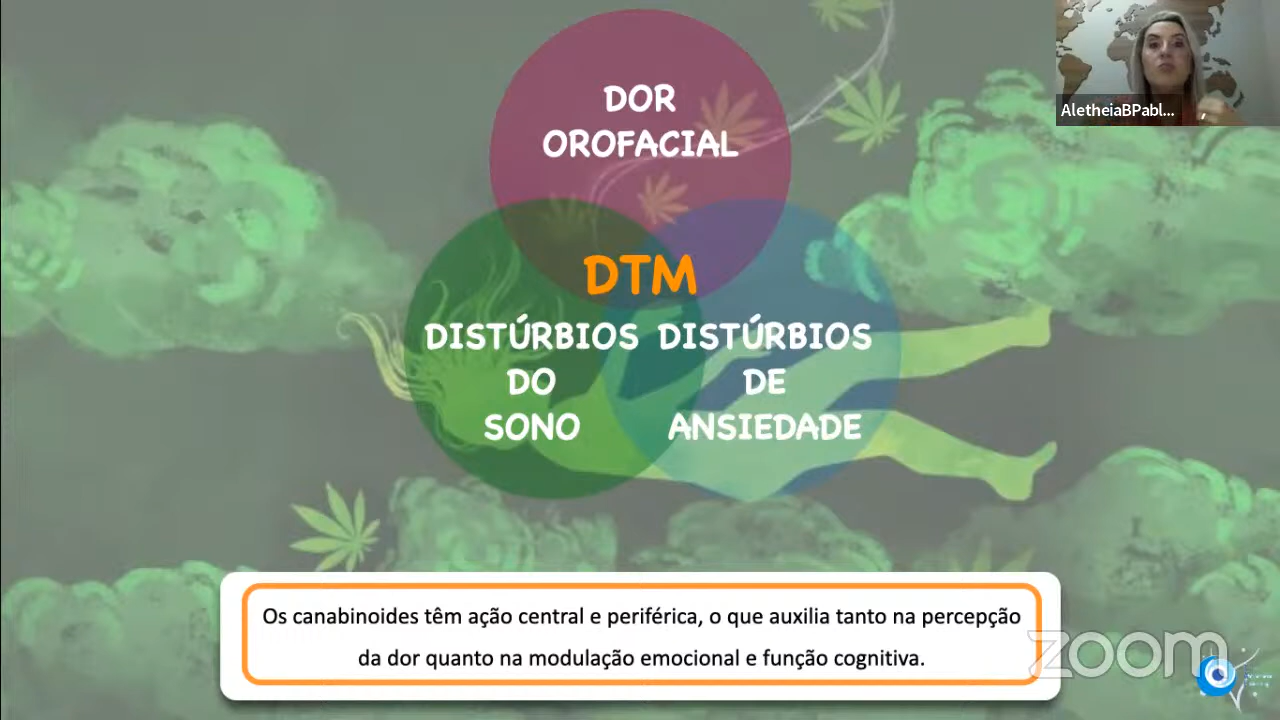 AletheiaBPabl...
DOR
OROFACIAL
DTM
DISTÚRBIOS
DO
SONO
DISTÚRBIOS
DE
ANSIEDADE
Os canabinoides têm ação central e periférica, o que auxilia tanto na percepção
da dor quanto na modulação emocional e função cognitiva.
zoom